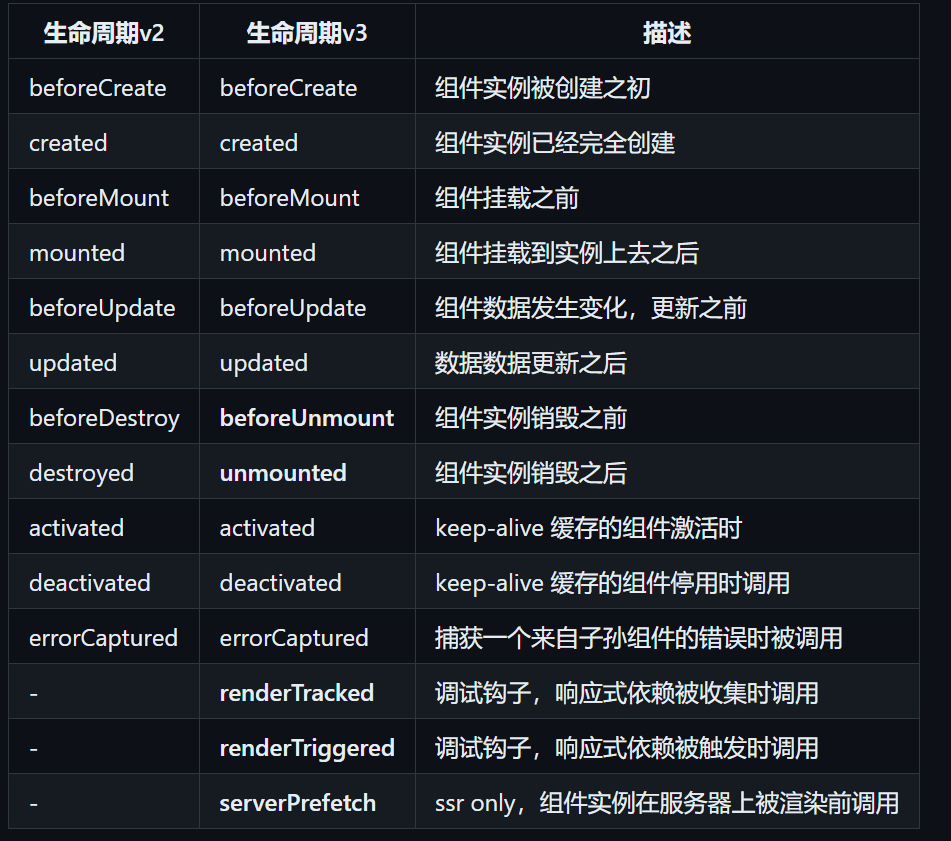 生命周期v2 生命周期v3 描述
beforeCreate beforeCreate 组件实例被创建之初
created created 组件实例已经完全创建
beforeMount beforeMount 组件挂载之前
mounted mounted 组件挂载到实例上去之后
beforeUpdate beforeUpdate 组件数据发生变化，更新之前
updated updated 数据数据更新之后
beforeDestroy beforeUnmount 组件实例销毁之前
destroyed unmounted 组件实例销毁之后
activated activated keep-alive 缓存的组件激活时
deactivated deactivated keep-alive 缓存的组件停用时调用
errorCaptured errorCaptured 捕获一个来自子孙组件的错误时被调用
- renderTracked 调试钩子，响应式依赖被收集时调用
- renderTriggered 调试钩子，响应式依赖被触发时调用
- serverPrefetch ssr only，组件实例在服务器上被渲染前调用